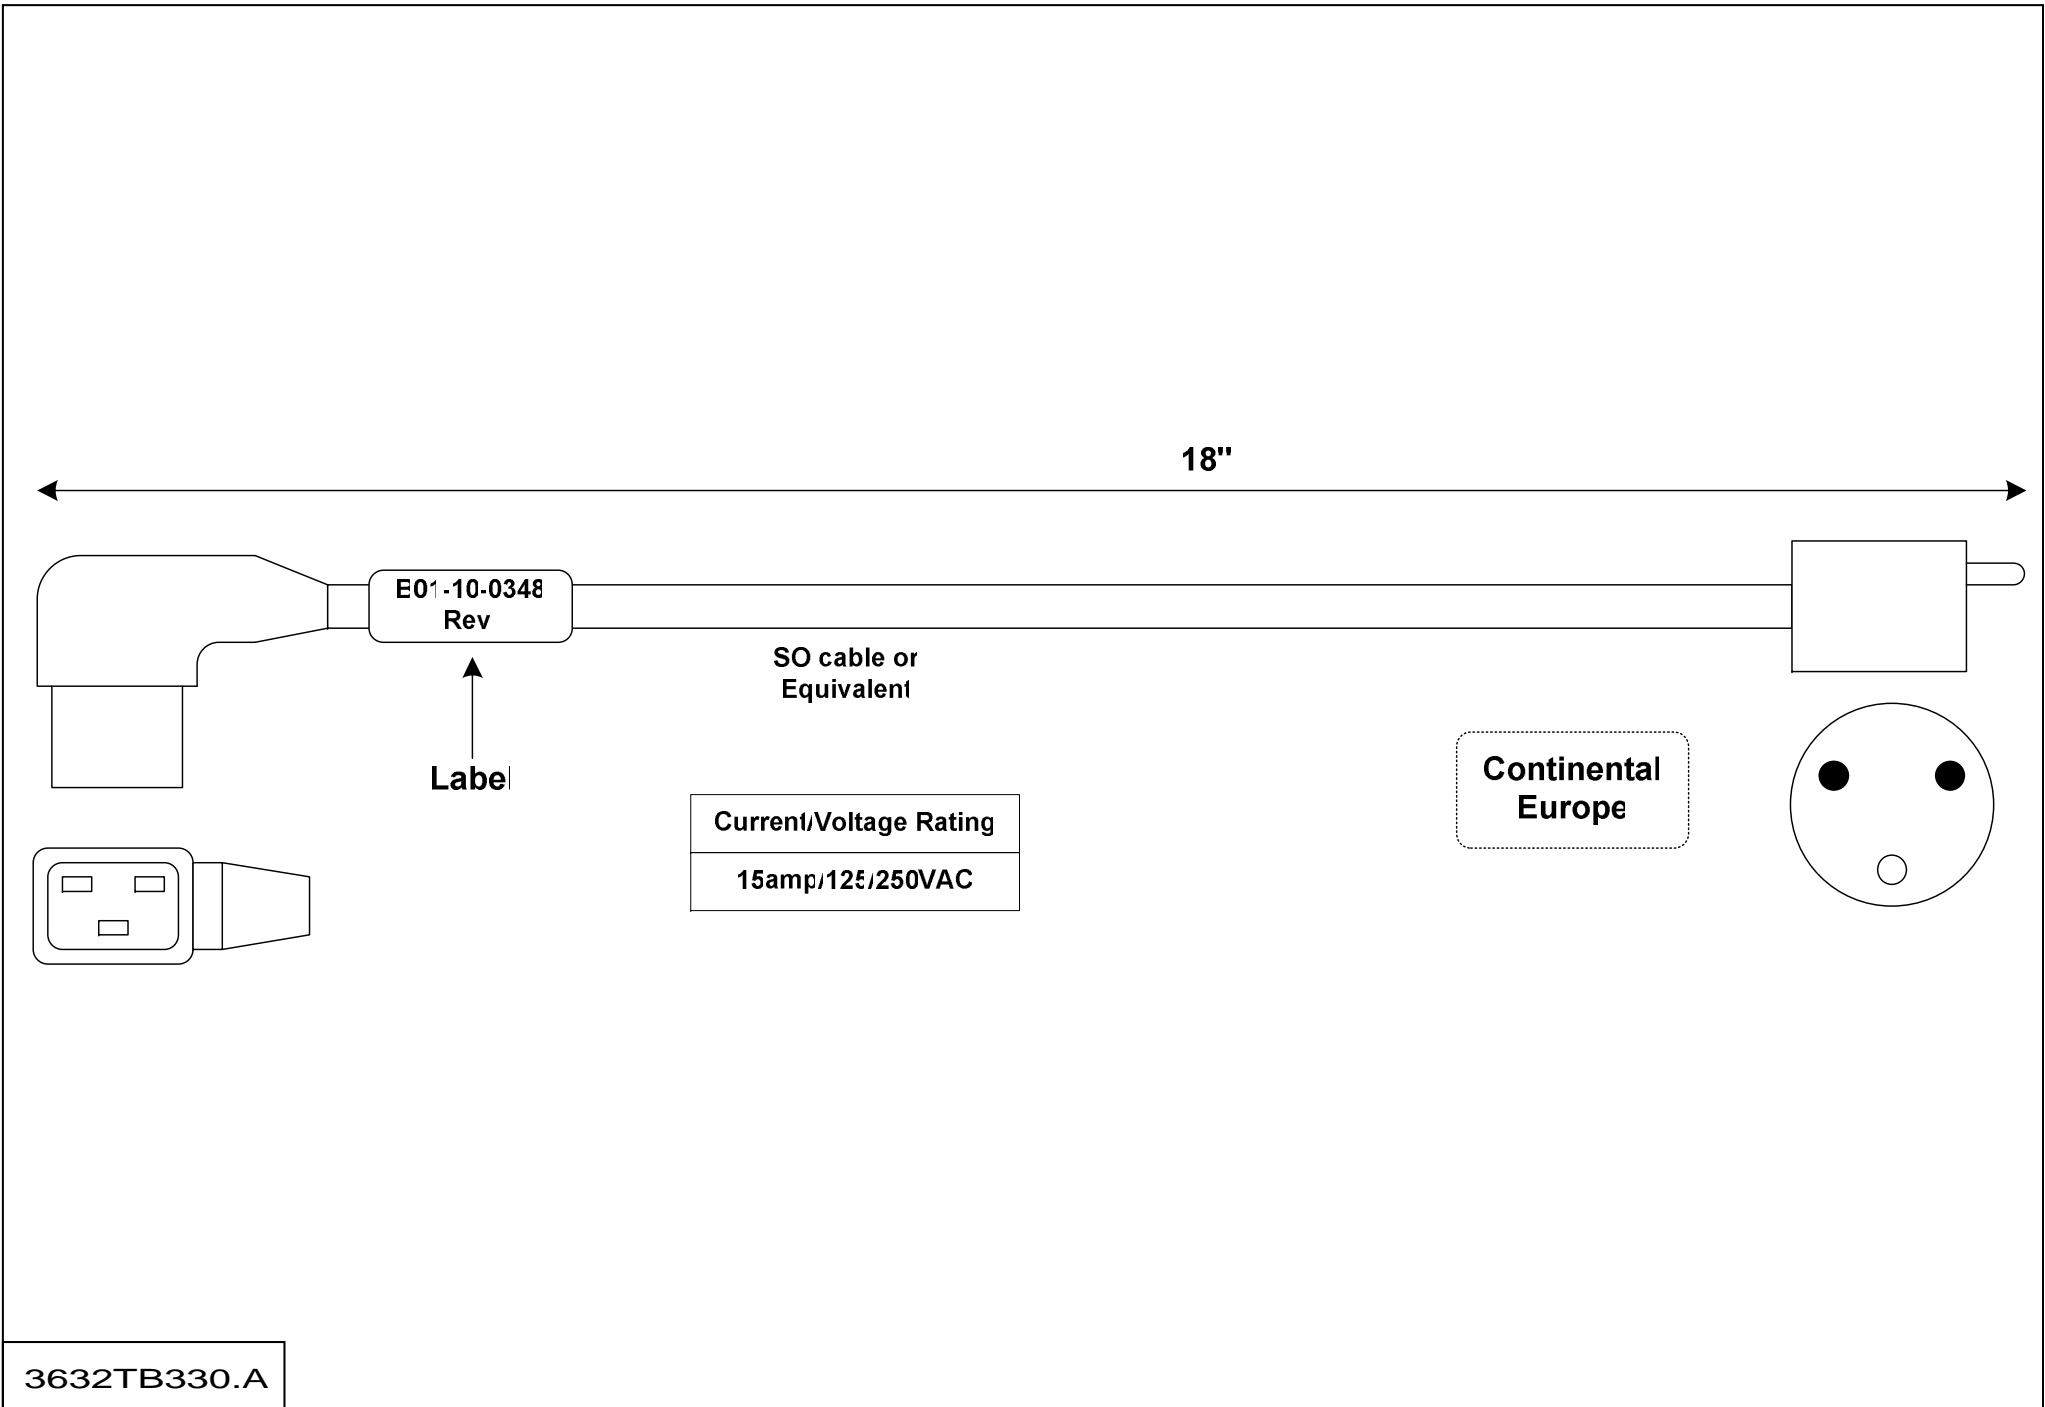 18"
E01-10-0348
Rev
SO cable or
Equivalent
Label
Continental
Europe
Current/Voltage Rating
15amp/125/250VAC
3632TB330.A